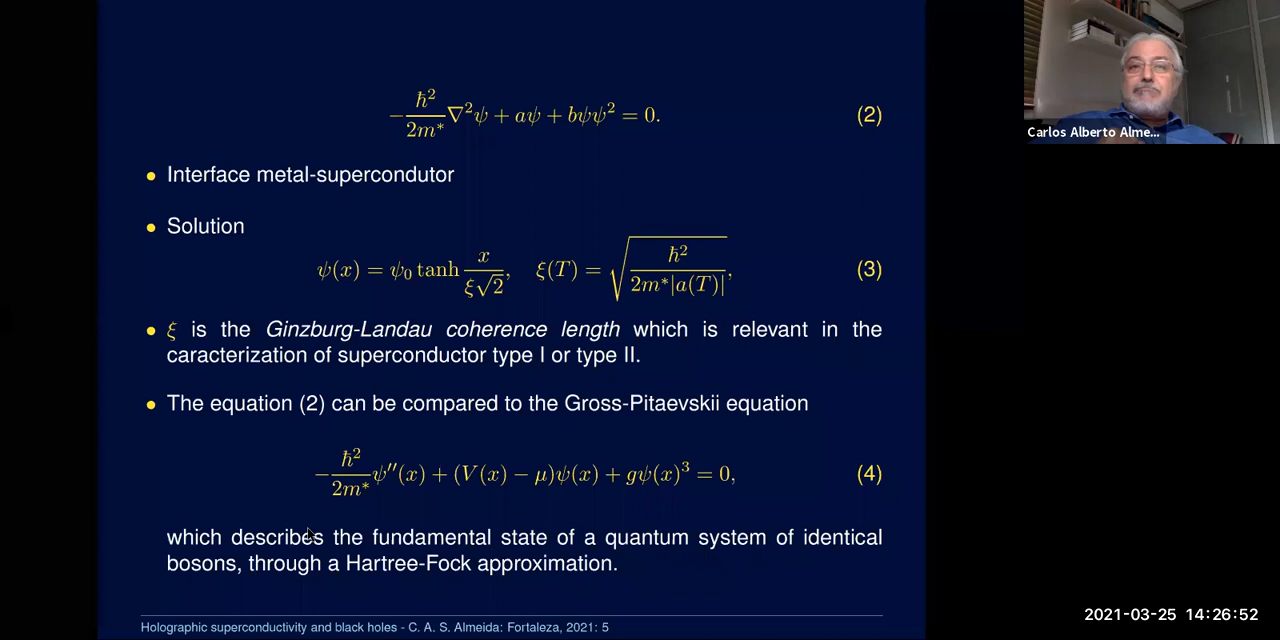 −ħ²/2m* ∇²ψ + aψ + bψψ² = 0. (2)
• Interface metal-supercondutor
• Solution
ψ(x) = ψ₀ tanh x/ξ√2, ξ(T) = √(ħ²/2m*|a(T)|), (3)
• ξ is the Ginzburg-Landau coherence length which is relevant in the
caracterization of superconductor type I or type II.
• The equation (2) can be compared to the Gross-Pitaevskii equation
−ħ²/2m* ψ′′(x) + (V(x) − μ)ψ(x) + gψ(x)³ = 0, (4)
which describes the fundamental state of a quantum system of identical
bosons, through a Hartree-Fock approximation.
Holographic superconductivity and black holes - C. A. S. Almeida: Fortaleza, 2021: 5
Carlos Alberto Alme...
2021-03-25 14:26:52